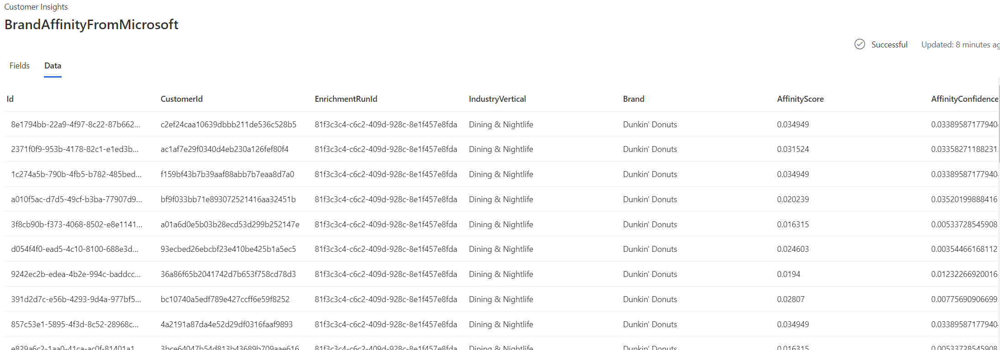 Customer Insights
BrandAffinityFromMicrosoft
Successful Updated: 8 minutes ag
Fields Data
Id CustomerId EnrichmentRunId IndustryVertical Brand AffinityScore AffinityConfidence
8e1794bb-22a9-4f97-8c22-87b662... c2ef24caa10639dbbb211de536c528b5 81f3c3c4-c6c2-409d-928c-8e1f457e8fda Dining & Nightlife Dunkin' Donuts 0.034949 0.03389587177940
2371f0f9-953b-4178-82c1-e1ed3b... ac1af7e29f0340d4eb230a126fef80f4 81f3c3c4-c6c2-409d-928c-8e1f457e8fda Dining & Nightlife Dunkin' Donuts 0.031524 0.03358271188231
1c274a5b-790b-4fb5-b782-485bed... f159bf43b7b39aaf88abb7b7eaa8d7a0 81f3c3c4-c6c2-409d-928c-8e1f457e8fda Dining & Nightlife Dunkin' Donuts 0.034949 0.03389587177940
a010f5ac-d7d5-49cf-b3ba-77907d9... bf9f033bb71e893072521416aa32451b 81f3c3c4-c6c2-409d-928c-8e1f457e8fda Dining & Nightlife Dunkin' Donuts 0.020239 0.03520199888416
3f8cb90b-f373-4068-8502-e8e1141... a01a6d0e5b03b28ecd53d299b252147e 81f3c3c4-c6c2-409d-928c-8e1f457e8fda Dining & Nightlife Dunkin' Donuts 0.016315 0.00533728545908
d054f4f0-ead5-4c10-8100-688e3d... 93ecbed26ebcbf23e410be425b1a5ec5 81f3c3c4-c6c2-409d-928c-8e1f457e8fda Dining & Nightlife Dunkin' Donuts 0.024603 0.00354466168112
9242ec2b-edea-4b2e-994c-baddcc... 36a86f65b2041742d7b653f758cd78d3 81f3c3c4-c6c2-409d-928c-8e1f457e8fda Dining & Nightlife Dunkin' Donuts 0.0194 0.01232266920016
391d2d7c-e56b-4293-9d4a-977bf5... bc10740a5edf789e427ccff6e59f8252 81f3c3c4-c6c2-409d-928c-8e1f457e8fda Dining & Nightlife Dunkin' Donuts 0.02807 0.00775690906699
857c53e1-5895-4f3d-8c52-28968c... 4a2191a87da4e52d29df0316faaf9893 81f3c3c4-c6c2-409d-928c-8e1f457e8fda Dining & Nightlife Dunkin' Donuts 0.034949 0.03389587177940
e829a6c2-1aa0-41ca-ac0f-81401a1 3bce64047b54d813b43689b709aae616 81f3c3c4-c6c2-409d-928c-8e1f457e8fda Dining & Nightlife Dunkin' Donuts 0.016315 0.00533728545908